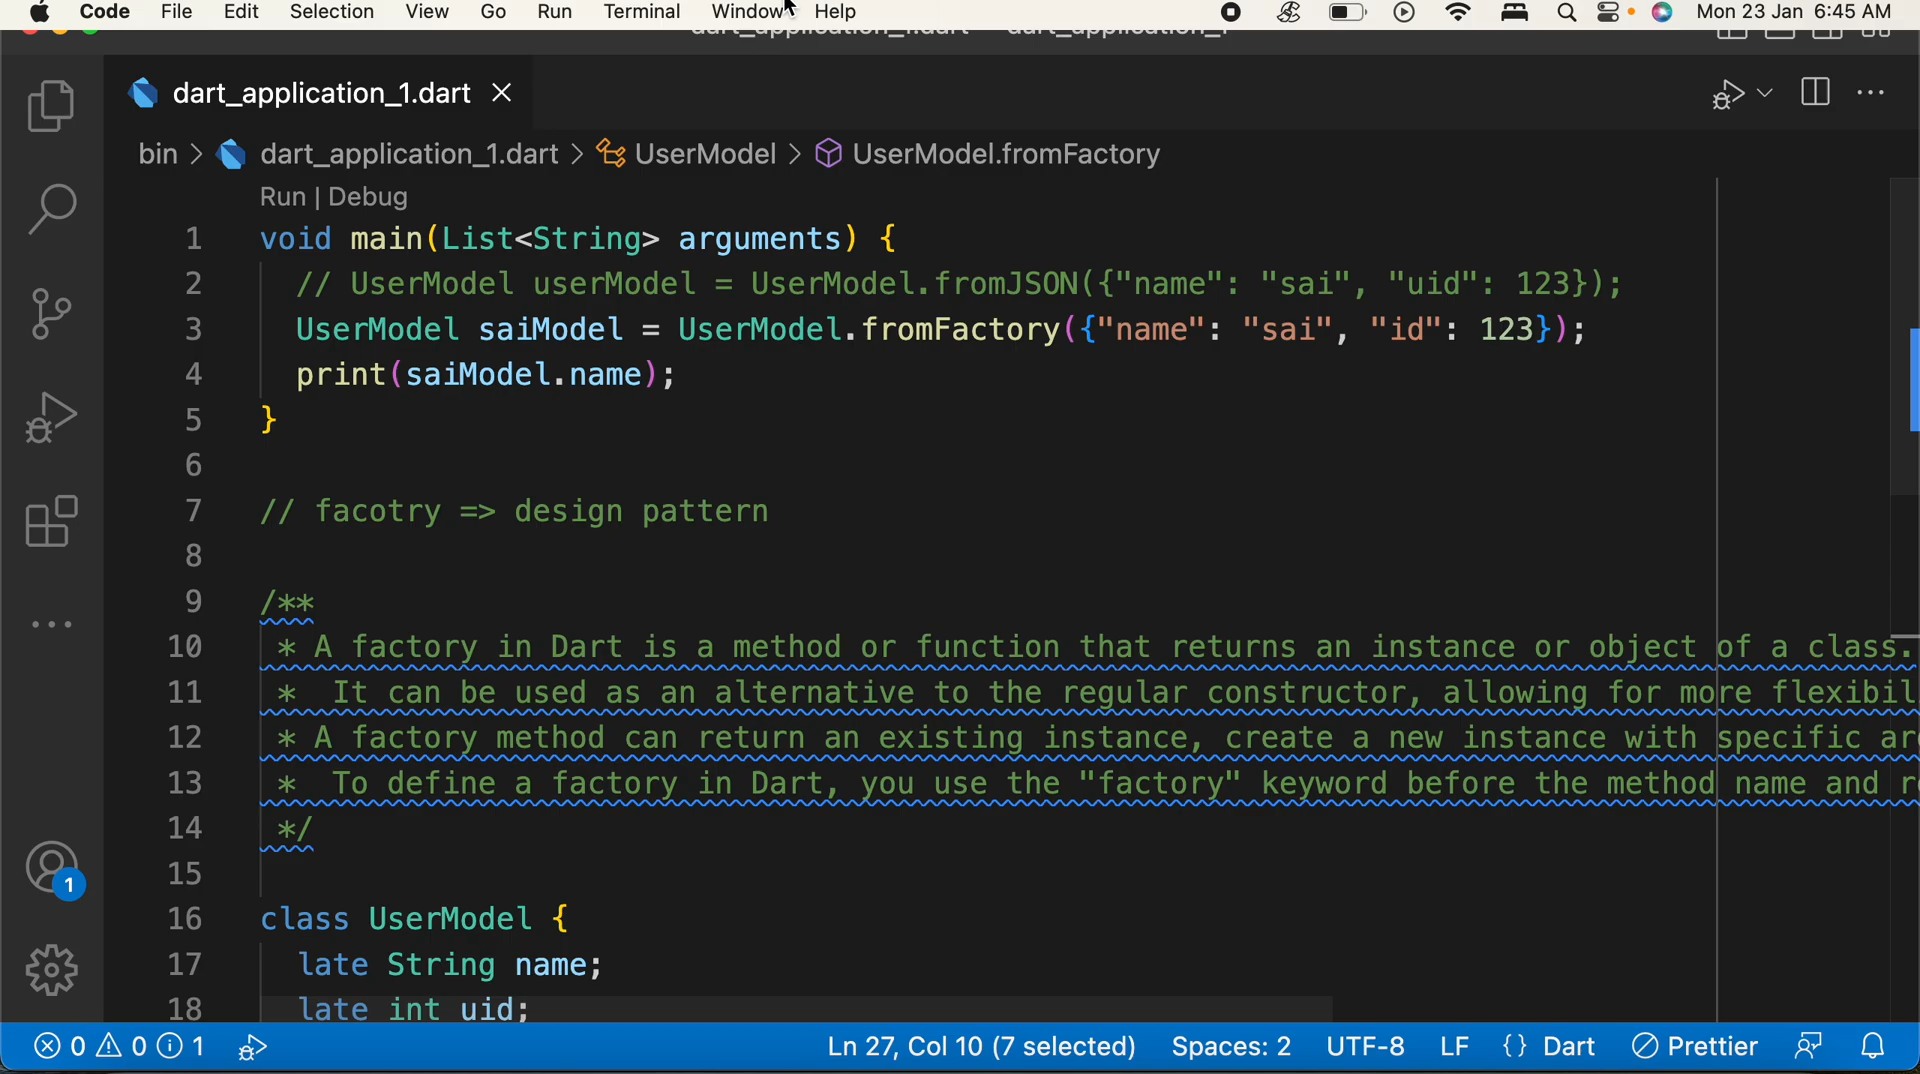 Code File Edit Selection View Go Run Terminal Window Help Mon 23 Jan 6:45 AM
dart_application_1.dart
bin > dart_application_1.dart > UserModel > UserModel.fromFactory
Run | Debug
1 void main(List<String> arguments) {
2 // UserModel userModel = UserModel.fromJSON({"name": "sai", "uid": 123});
3 UserModel saiModel = UserModel.fromFactory({"name": "sai", "id": 123});
4 print(saiModel.name);
5 }
6
7 // facotry => design pattern
8
9 /**
10 * A factory in Dart is a method or function that returns an instance or object of a class.
11 * It can be used as an alternative to the regular constructor, allowing for more flexibil
12 * A factory method can return an existing instance, create a new instance with specific
13 * To define a factory in Dart, you use the "factory" keyword before the method name and
14 */
15
16 class UserModel {
17 late String name;
18 late int uid;
1
0 0 1 Ln 27, Col 10 (7 selected) Spaces: 2 UTF-8 LF {} Dart Prettier